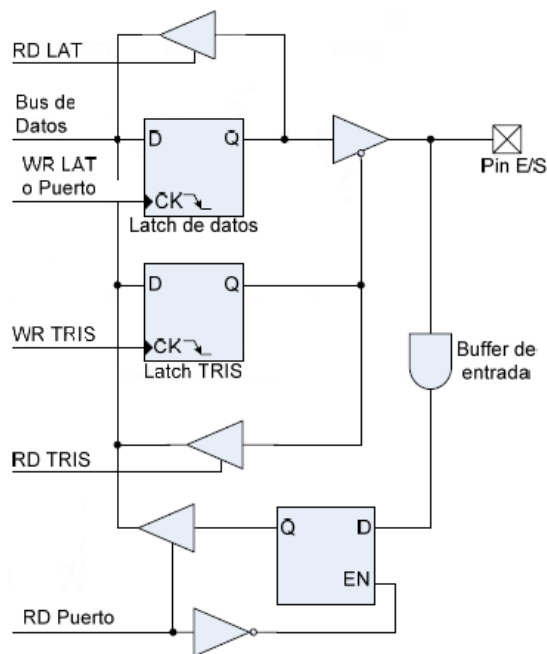 RD LAT
Bus de
Datos
D
Q
WR LAT
o Puerto
CK
Latch de datos
Pin E/S
D
Q
WR TRIS
CK
Latch TRIS
Buffer de
entrada
RD TRIS
Q
D
EN
RD Puerto